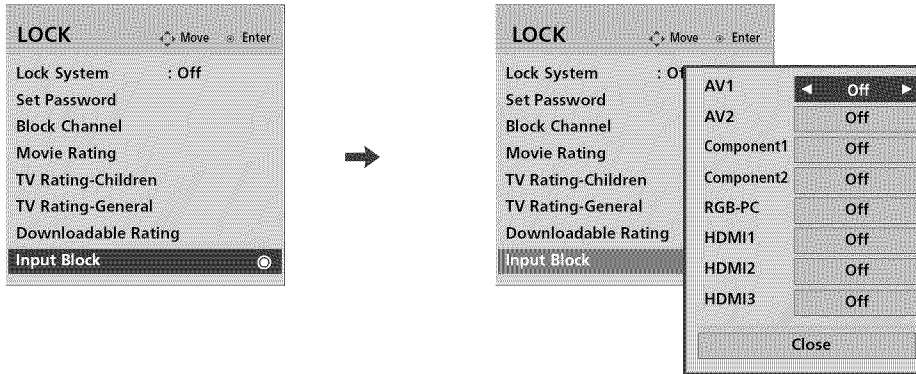 LOCK Move Enter
Lock System : Off
Set Password
Block Channel
Movie Rating
TV Rating-Children
TV Rating-General
Downloadable Rating
Input Block
LOCK Move Enter
Lock System
Set Password
Block Channel
Movie Rating
TV Rating-Children
TV Rating-General
Downloadable Rating
Input Block
AV1 Off
AV2 Off
Component1 Off
Component2 Off
RGB-PC Off
HDMI1 Off
HDMI2 Off
HDMI3 Off
Close